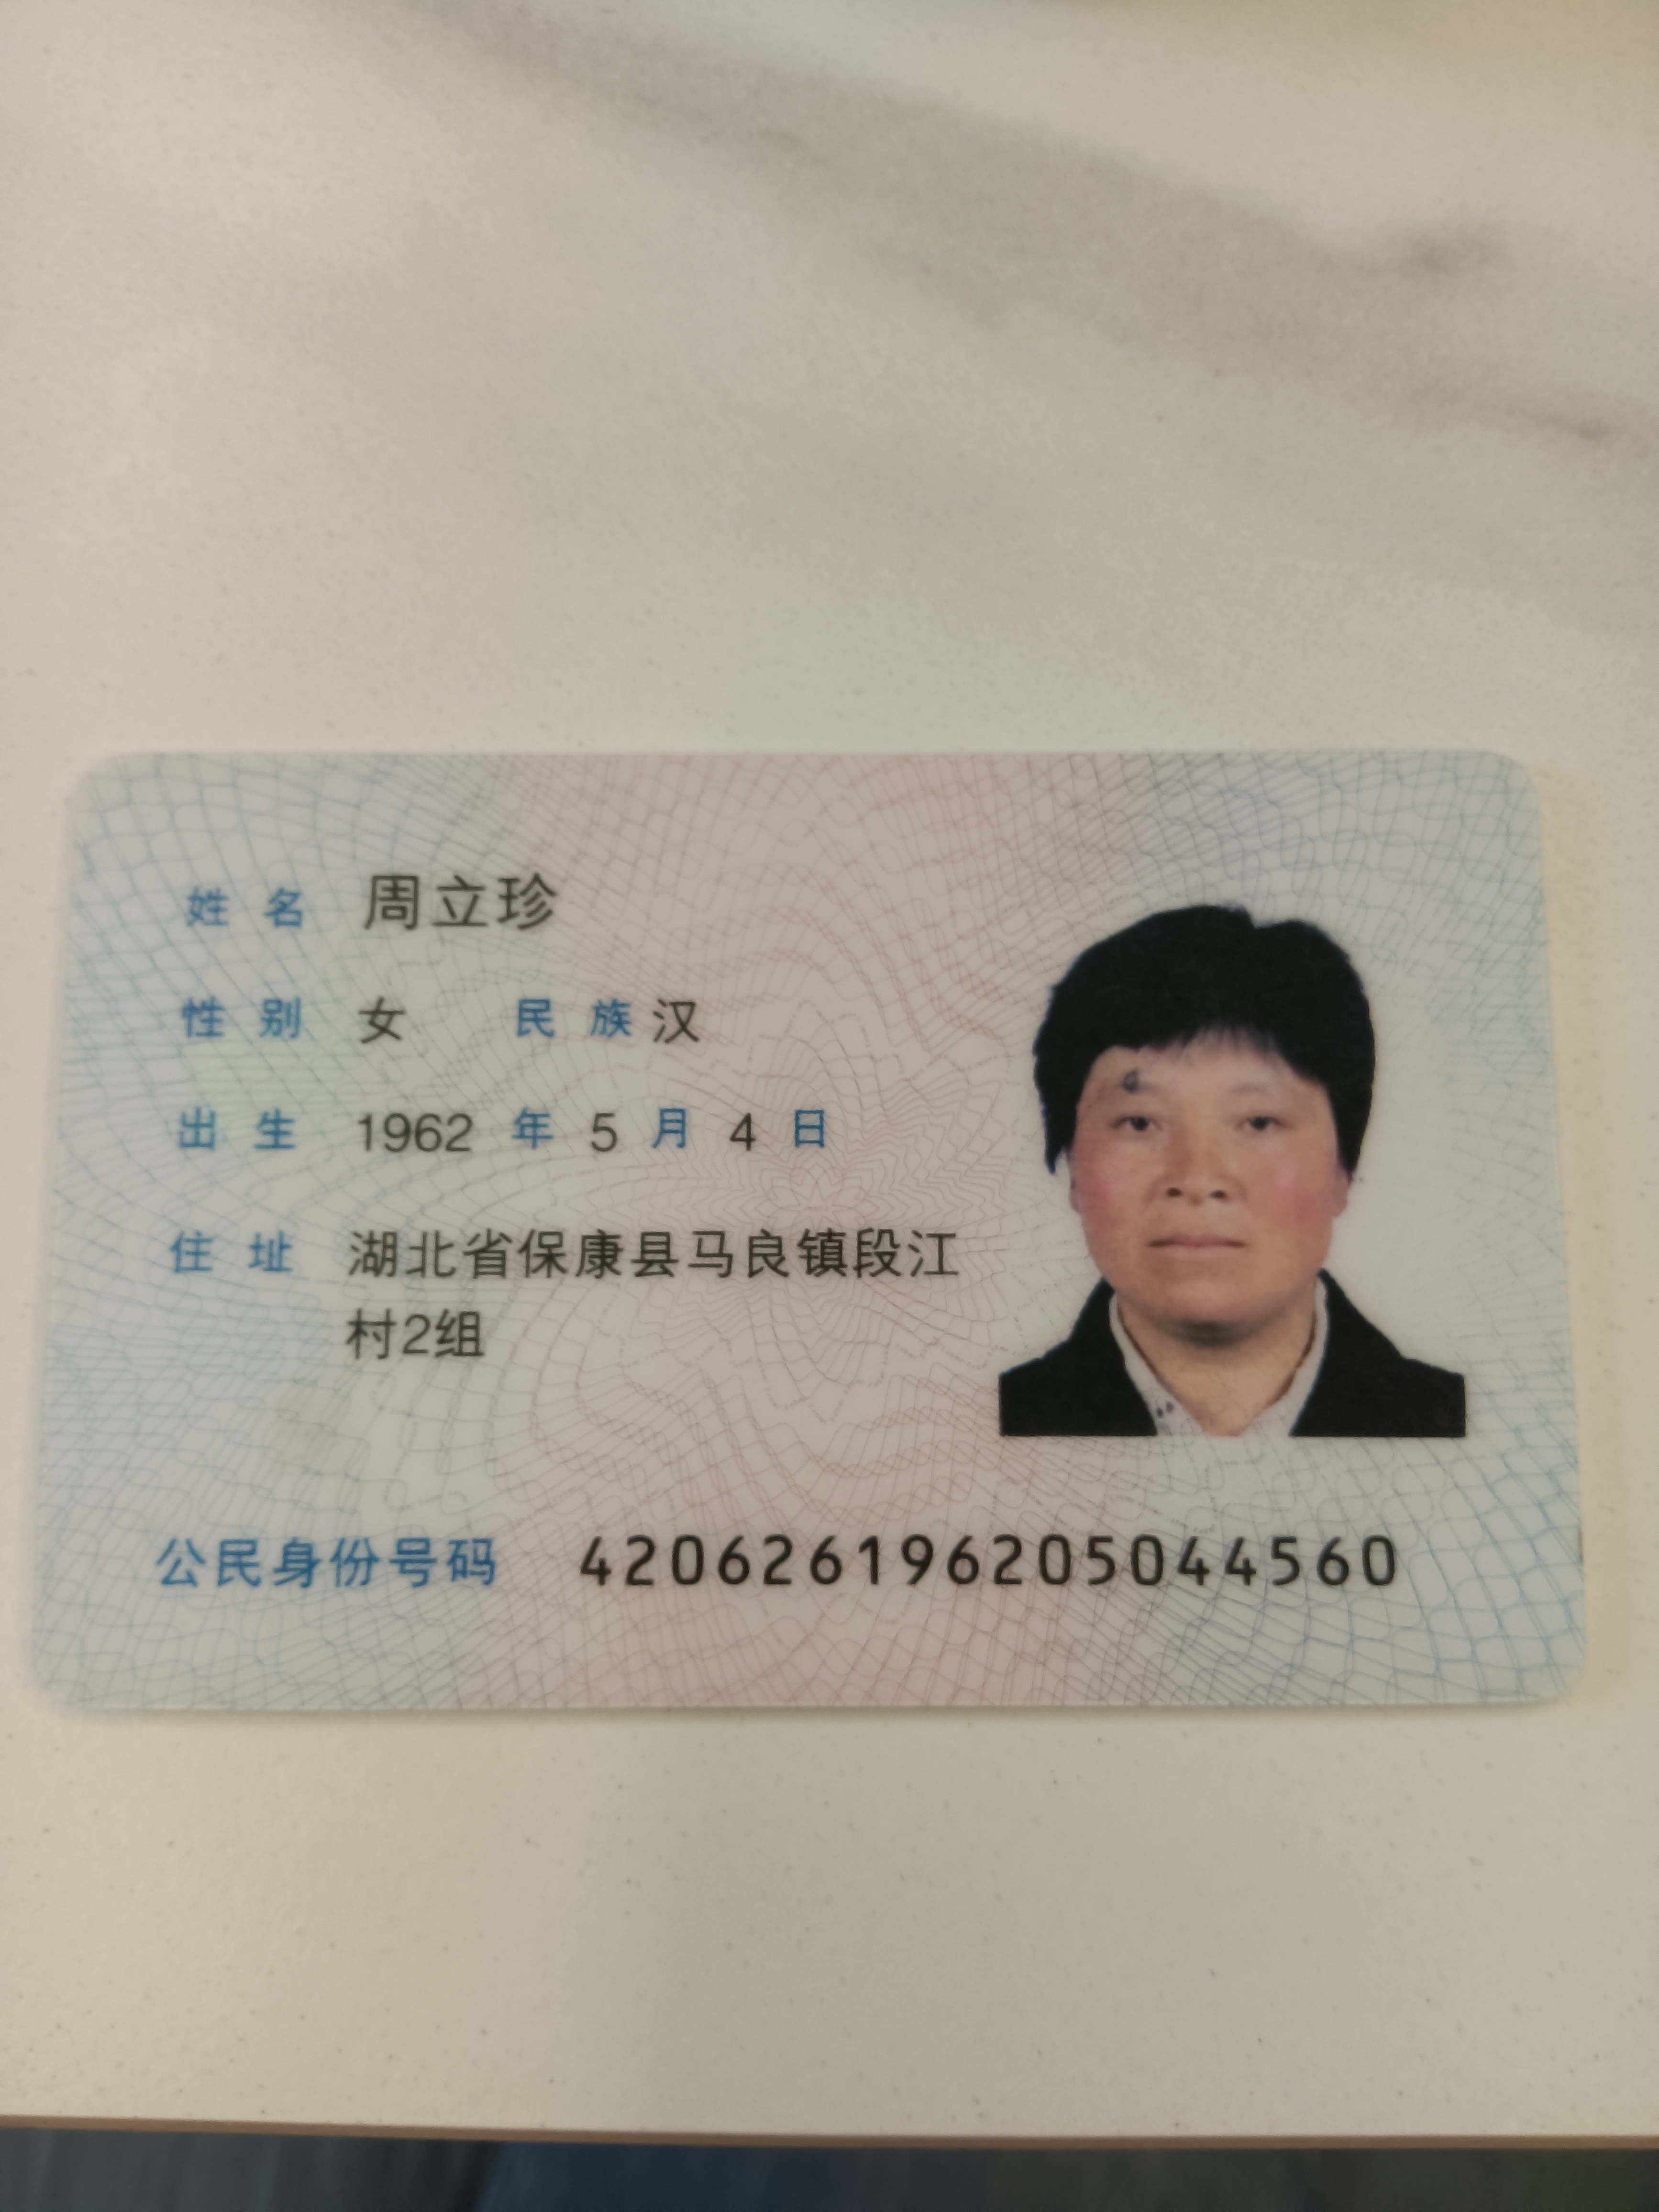 姓名 周立珍
性别 女 民族 汉
出生 1962 年 5 月 4 日
住址 湖北省保康县马良镇段江
村2组
公民身份号码 420626196205044560